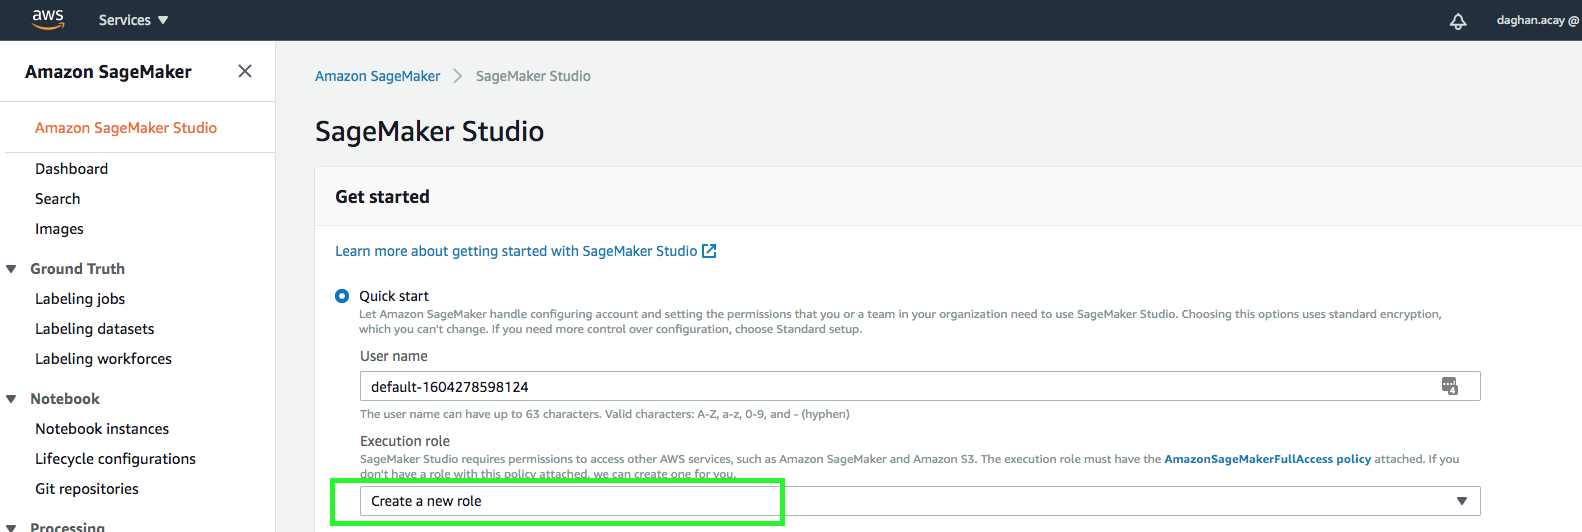 aws
Services
daghan.acay @
Amazon SageMaker
Amazon SageMaker Studio
Dashboard
Search
Images
Ground Truth
Labeling jobs
Labeling datasets
Labeling workforces
Notebook
Notebook instances
Lifecycle configurations
Git repositories
Processing
Amazon SageMaker > SageMaker Studio
SageMaker Studio
Get started
Learn more about getting started with SageMaker Studio
Quick start
Let Amazon SageMaker handle configuring account and setting the permissions that you or a team in your organization need to use SageMaker Studio. Choosing this options uses standard encryption,
which you can't change. If you need more control over configuration, choose Standard setup.
User name
default-1604278598124
4
The user name can have up to 63 characters. Valid characters: A-Z, a-z, 0-9, and - (hyphen)
Execution role
SageMaker Studio requires permissions to access other AWS services, such as Amazon SageMaker and Amazon S3. The execution role must have the AmazonSageMakerFullAccess policy attached. If you
don't have a role with this policy attached, we can create one for you.
Create a new role